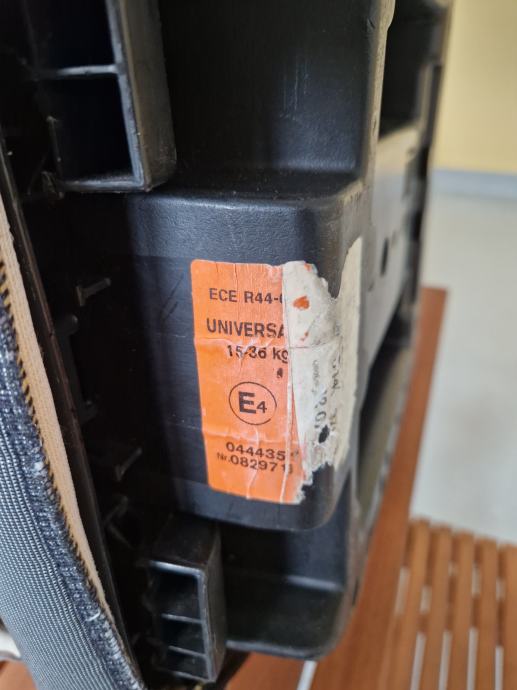 ECE R44-
UNIVERSA
15-36 kg
E4
044435
Nr.082971